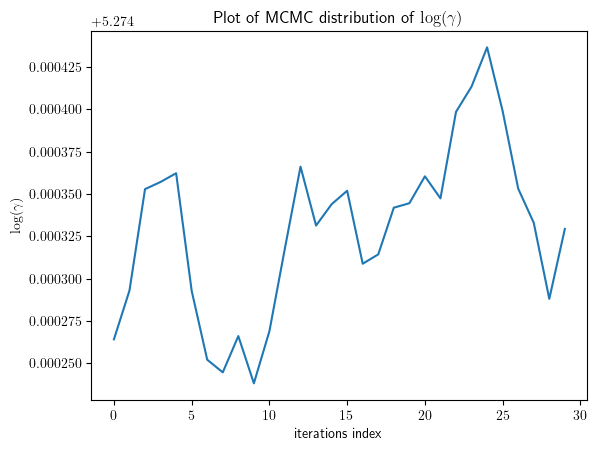 Plot of MCMC distribution of log(γ)
+5.274
0.000425
0.000400
0.000375
0.000350
0.000325
0.000300
0.000275
0.000250
log(γ)
0 5 10 15 20 25 30
iterations index